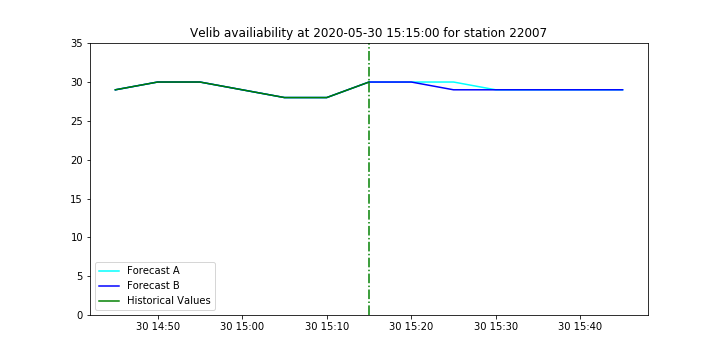 Velib availiability at 2020-05-30 15:15:00 for station 22007
35
30
25
20
15
10
5
0
Forecast A
Forecast B
Historical Values
30 14:50 30 15:00 30 15:10 30 15:20 30 15:30 30 15:40